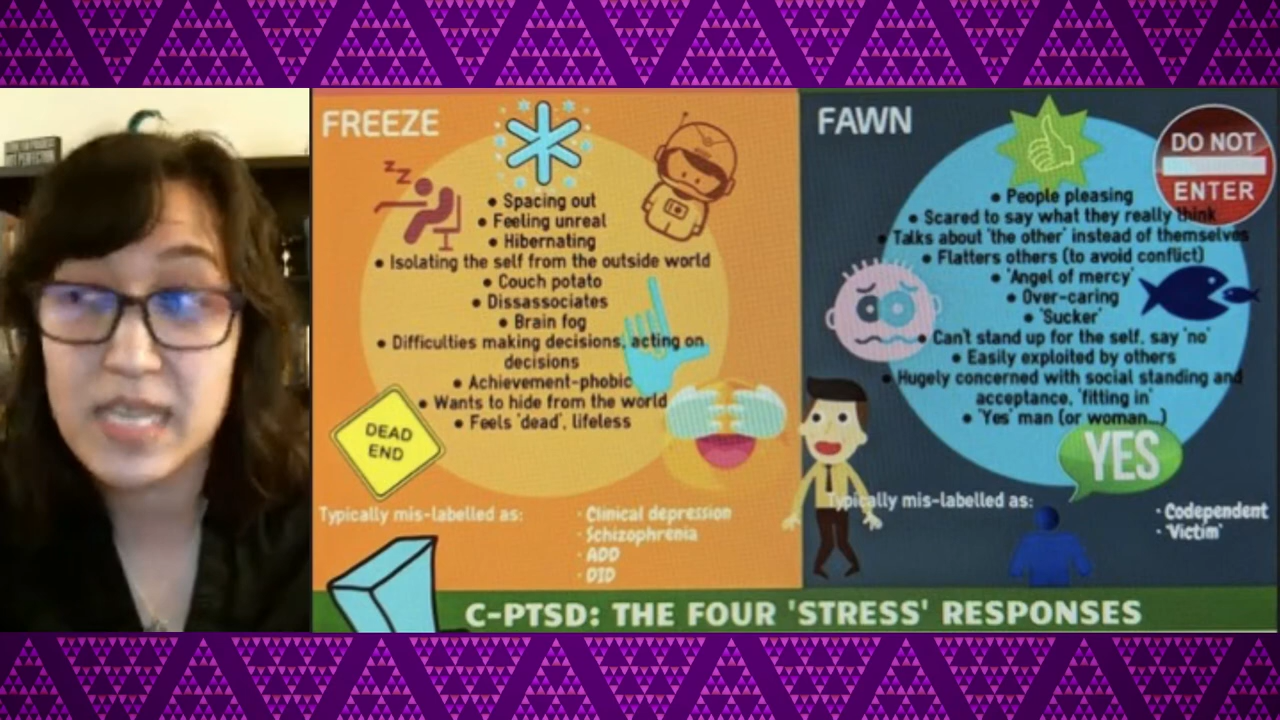 FREEZE
Spacing out
Feeling unreal
Hibernating
Isolating the self from the outside world
Couch potato
Dissassociates
Brain fog
Difficulties making decisions, acting on
decisions
Achievement-phobic
Wants to hide from the world
Feels 'dead', lifeless
z z
DEAD
END
Typically mis-labelled as:
· Clinical depression
· Schizophrenia
· ADD
· DID
FAWN
DO NOT
ENTER
People pleasing
Scared to say what they really think
Talks about 'the other' instead of themselves
Flatters others (to avoid conflict)
'Angel of mercy'
Over-caring
'Sucker'
Can't stand up for the self, say 'no'
Easily exploited by others
Hugely concerned with social standing and
acceptance, 'fitting in'
'Yes' man (or woman...)
YES
Typically mis-labelled as:
· Codependent
· 'Victim'
C-PTSD: THE FOUR 'STRESS' RESPONSES